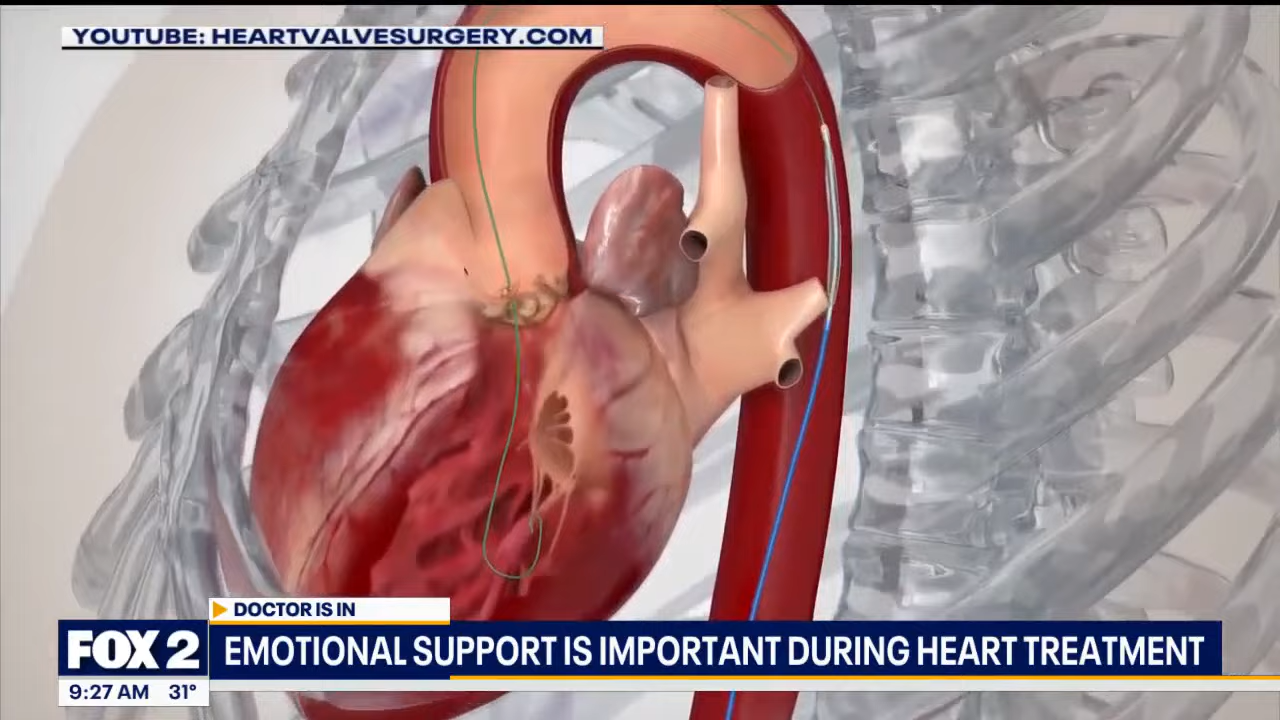 YOUTUBE: HEARTVALVESURGERY.COM
DOCTOR IS IN
FOX 2
EMOTIONAL SUPPORT IS IMPORTANT DURING HEART TREATMENT
9:27 AM 31°